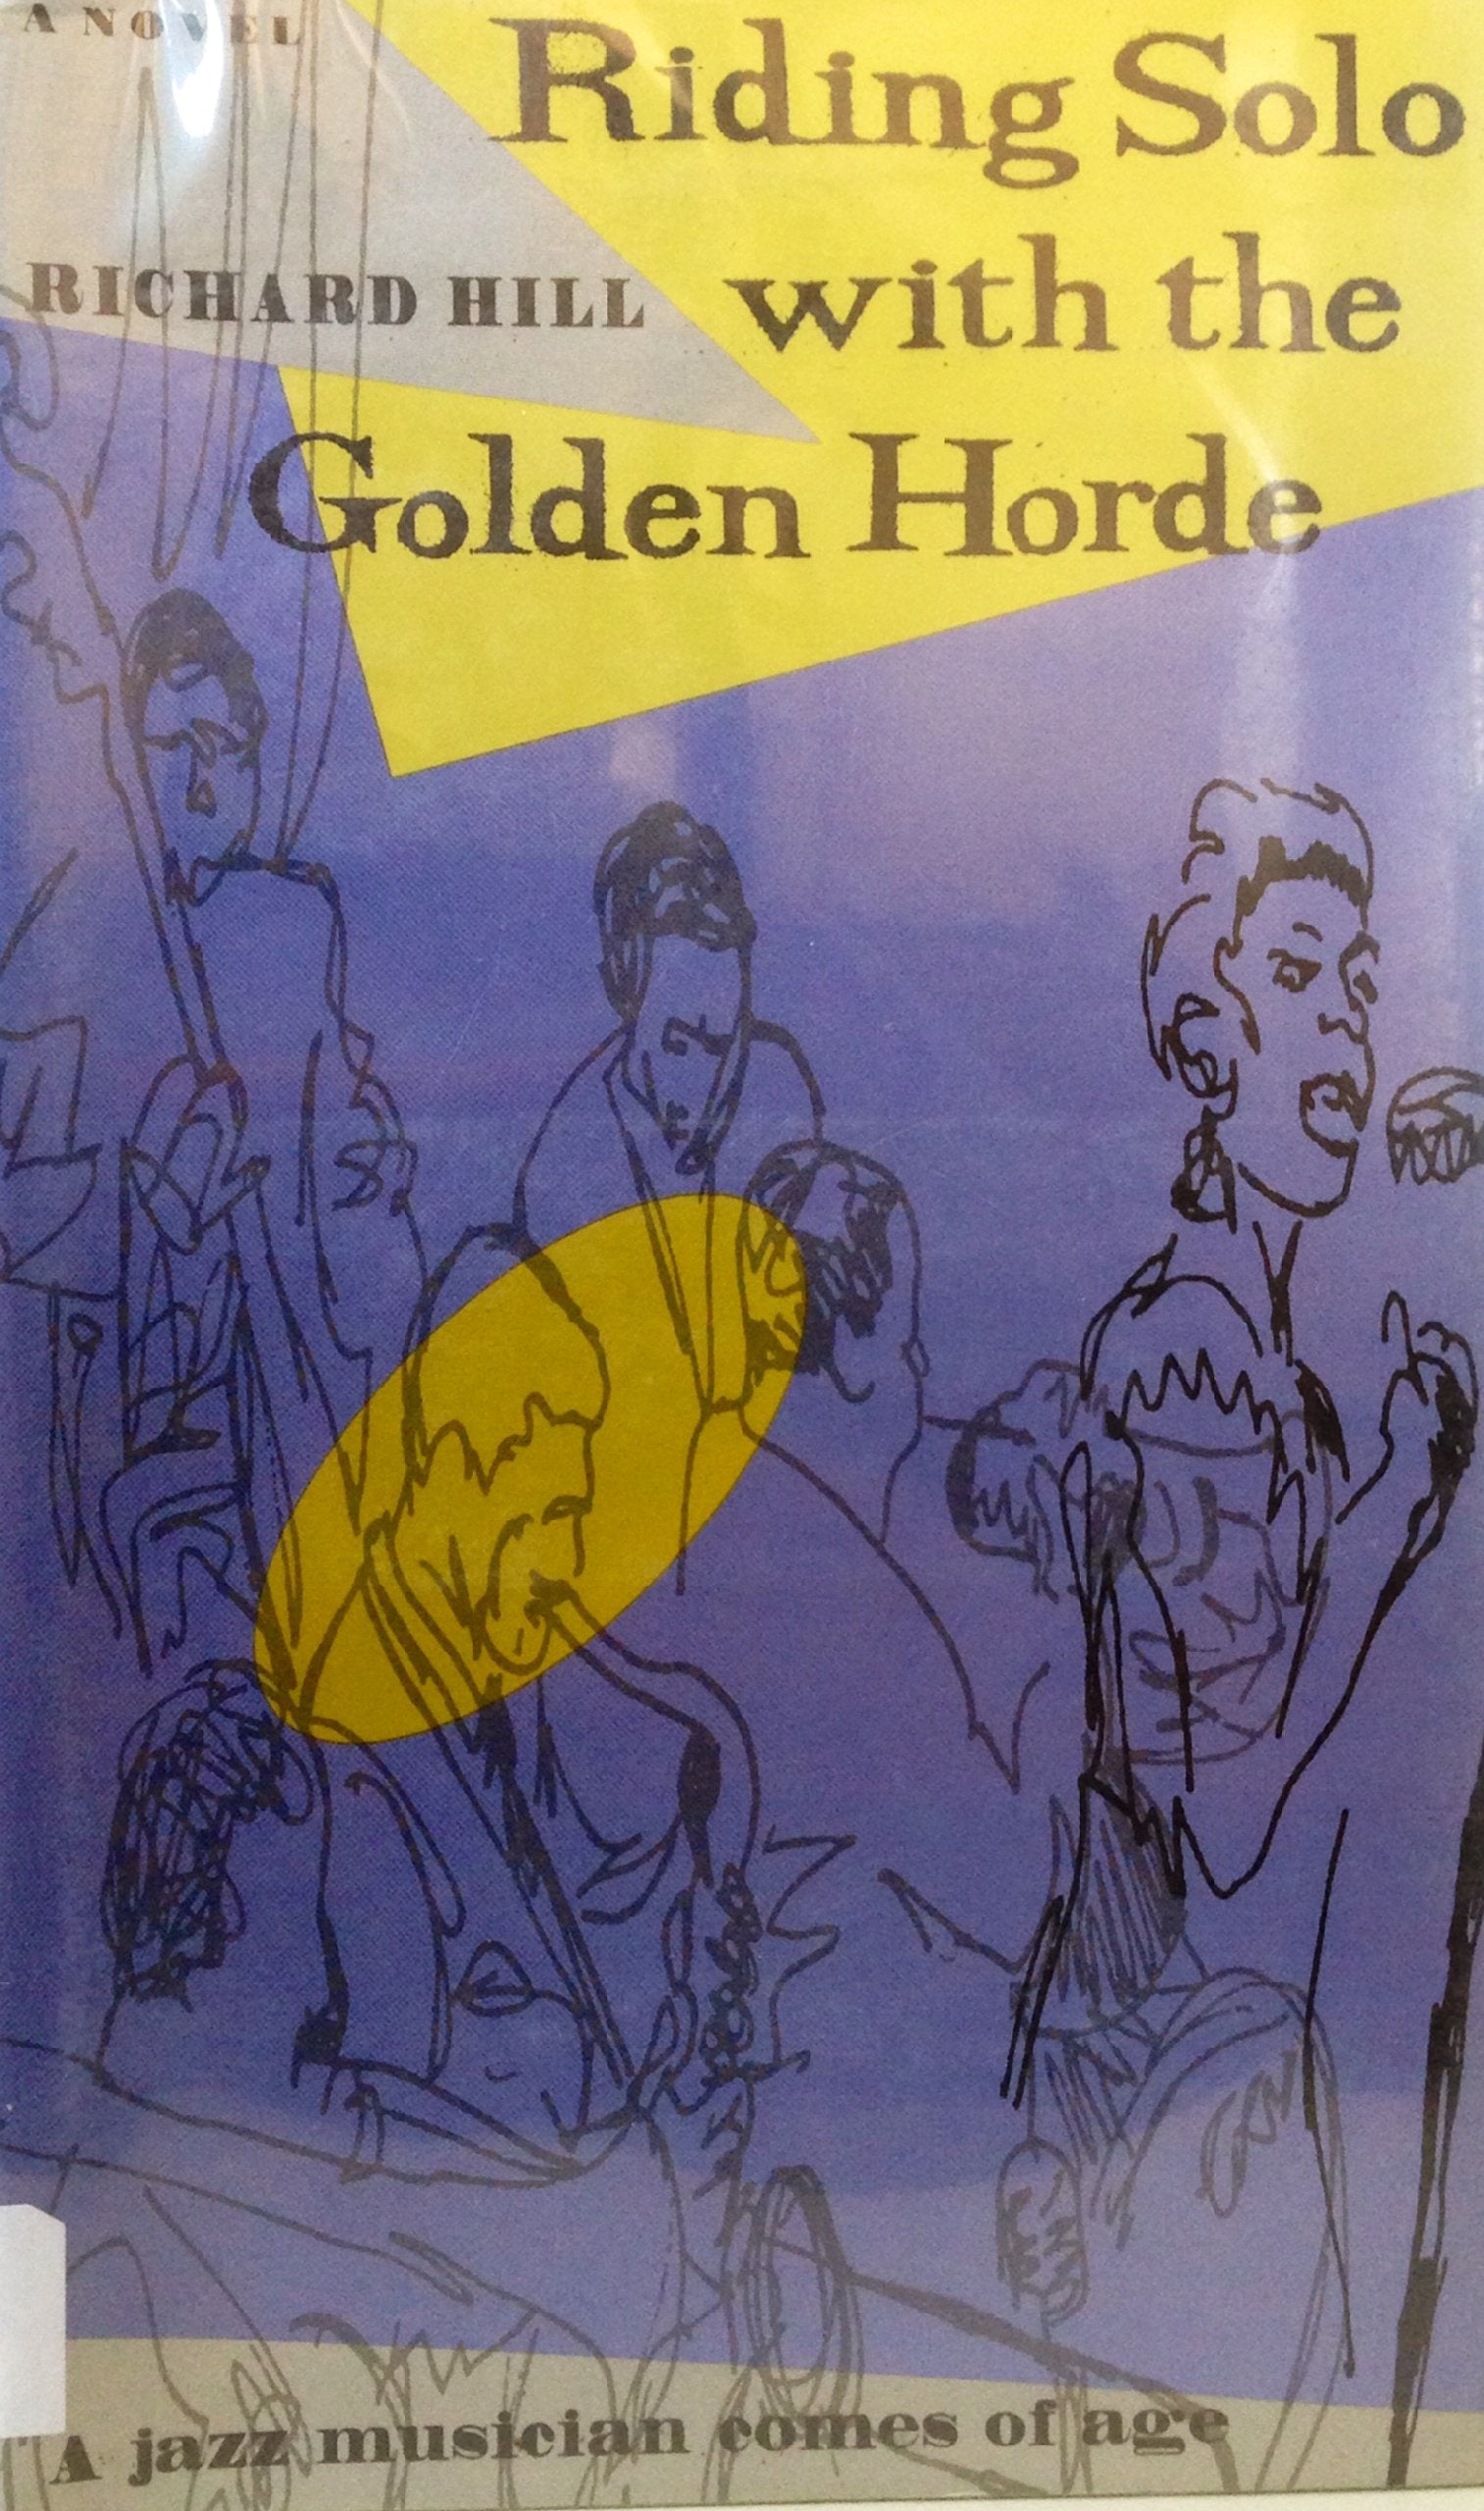 A NOVEL
Riding Solo
with the
Golden Horde
RICHARD HILL
A jazz musician comes of age